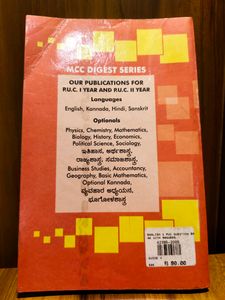 MCC DIGEST SERIES
OUR PUBLICATIONS FOR
P.U.C. I YEAR AND P.U.C. II YEAR
Languages
English, Kannada, Hindi, Sanskrit
Optionals
Physics, Chemistry, Mathematics,
Biology, History, Economics,
Political Science, Sociology,
ಇತಿಹಾಸ, ಅರ್ಥಶಾಸ್ತ್ರ,
ರಾಜ್ಯಶಾಸ್ತ್ರ, ಸಮಾಜಶಾಸ್ತ್ರ,
Business Studies, Accountancy,
Geography, Basic Mathematics,
Optional Kannada,
ವ್ಯವಹಾರ ಅಧ್ಯಯನ,
ಭೂಗೋಳಶಾಸ್ತ್ರ
80.00